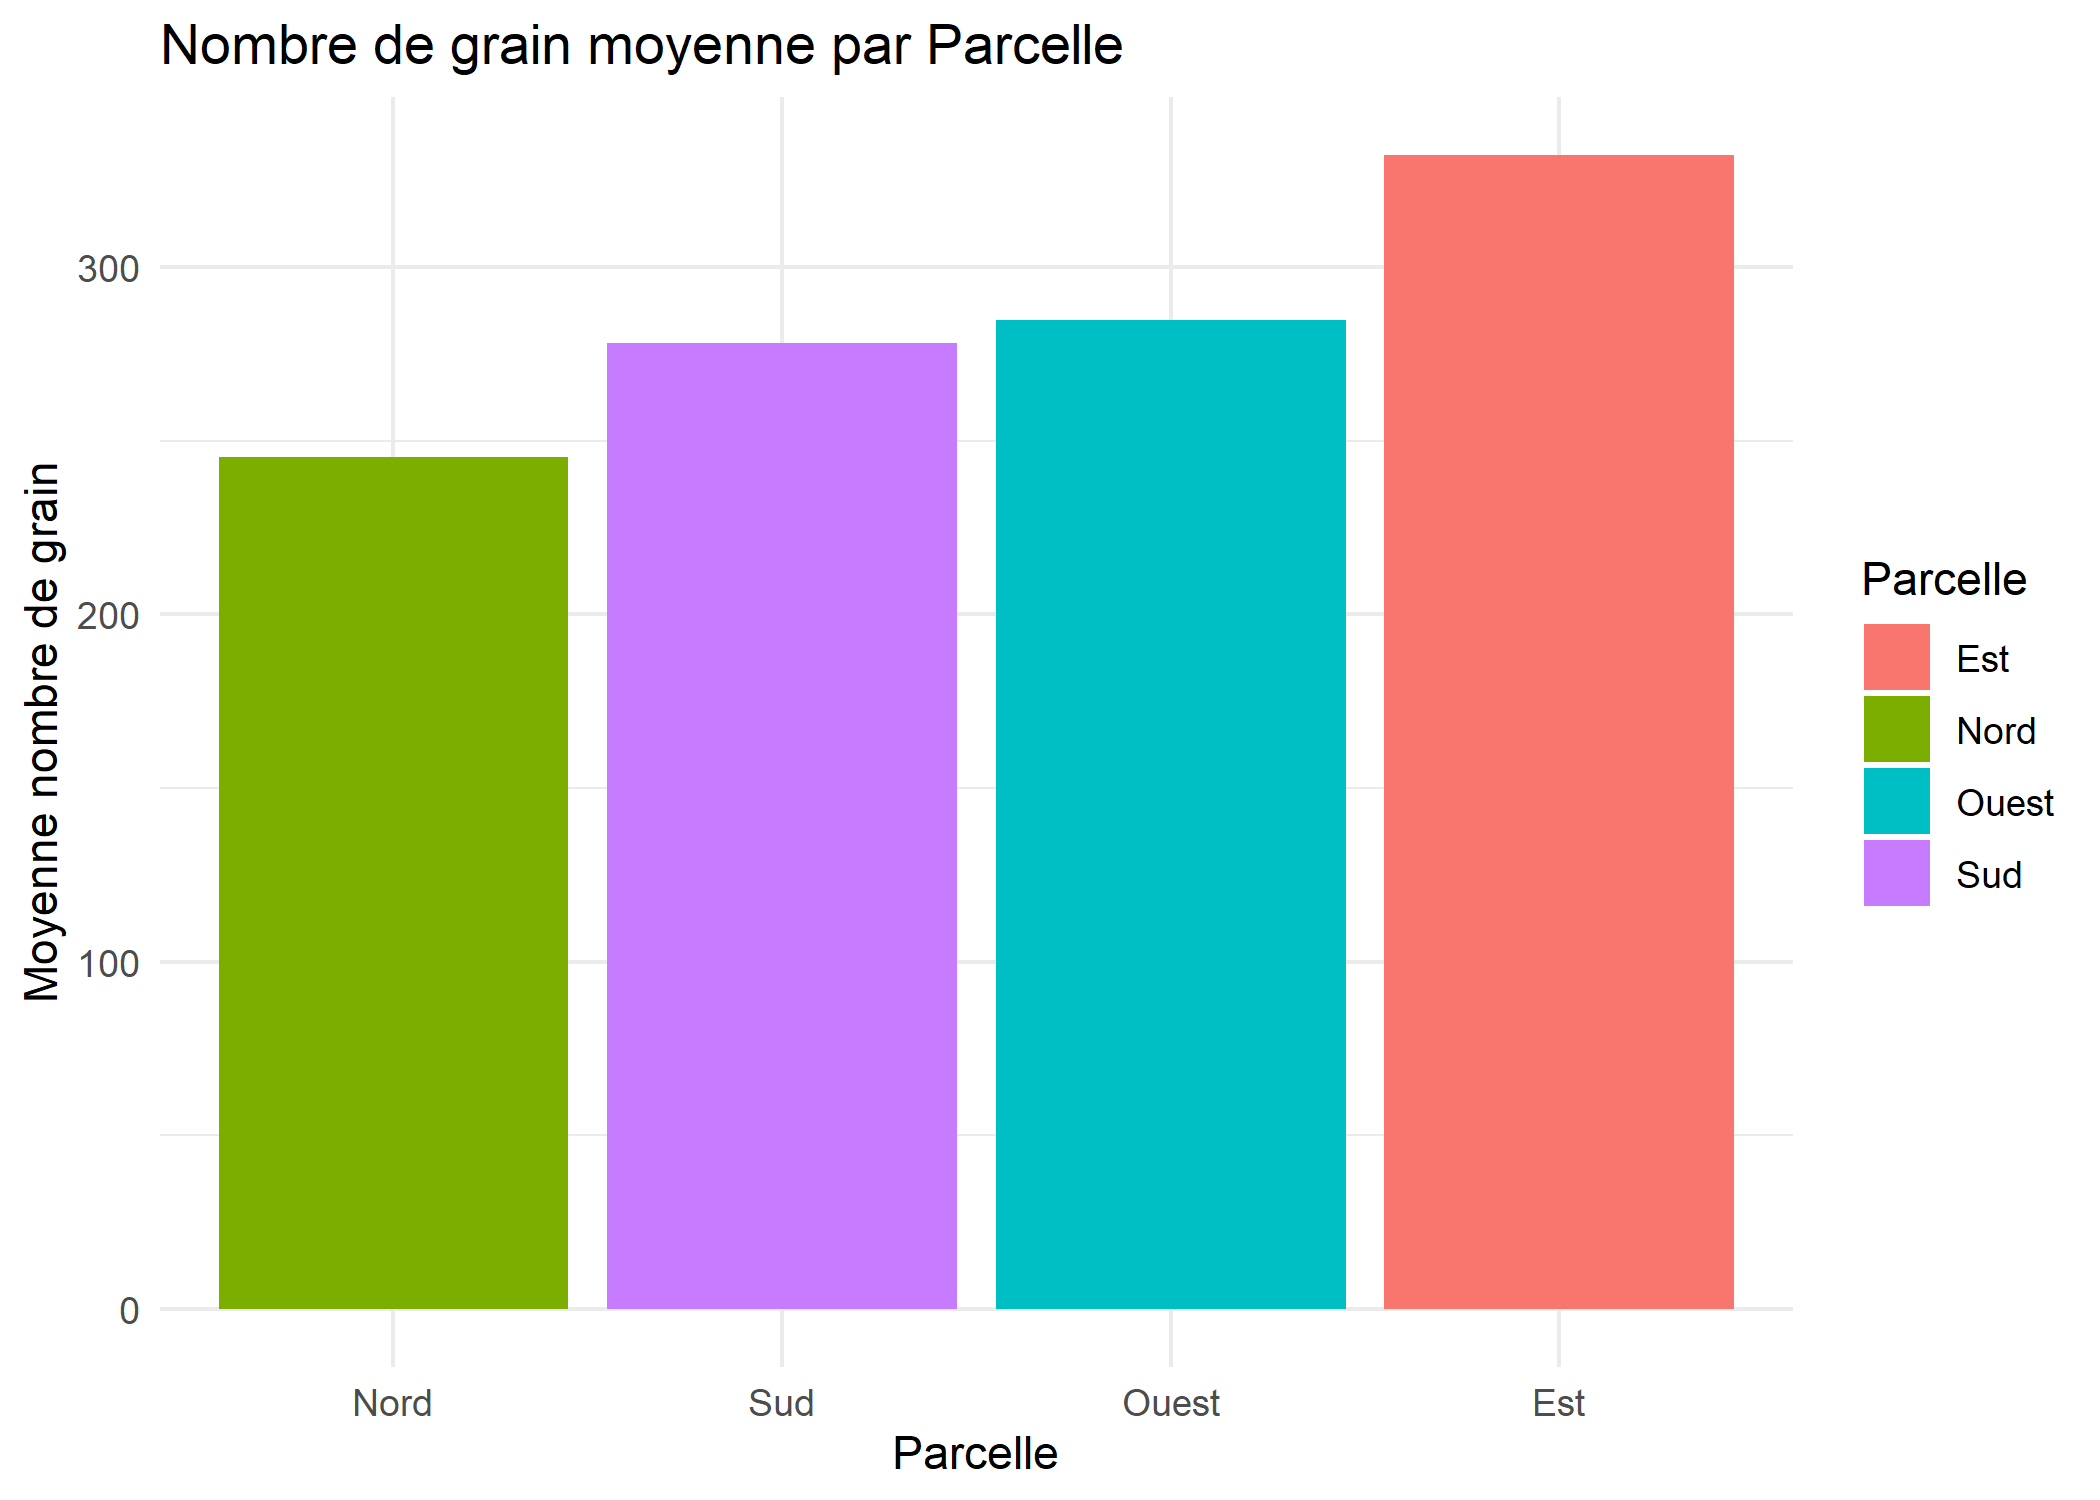 Nombre de grain moyenne par Parcelle
Moyenne nombre de grain
300
200
100
0
Nord
Sud
Ouest
Est
Parcelle
Parcelle
Est
Nord
Ouest
Sud